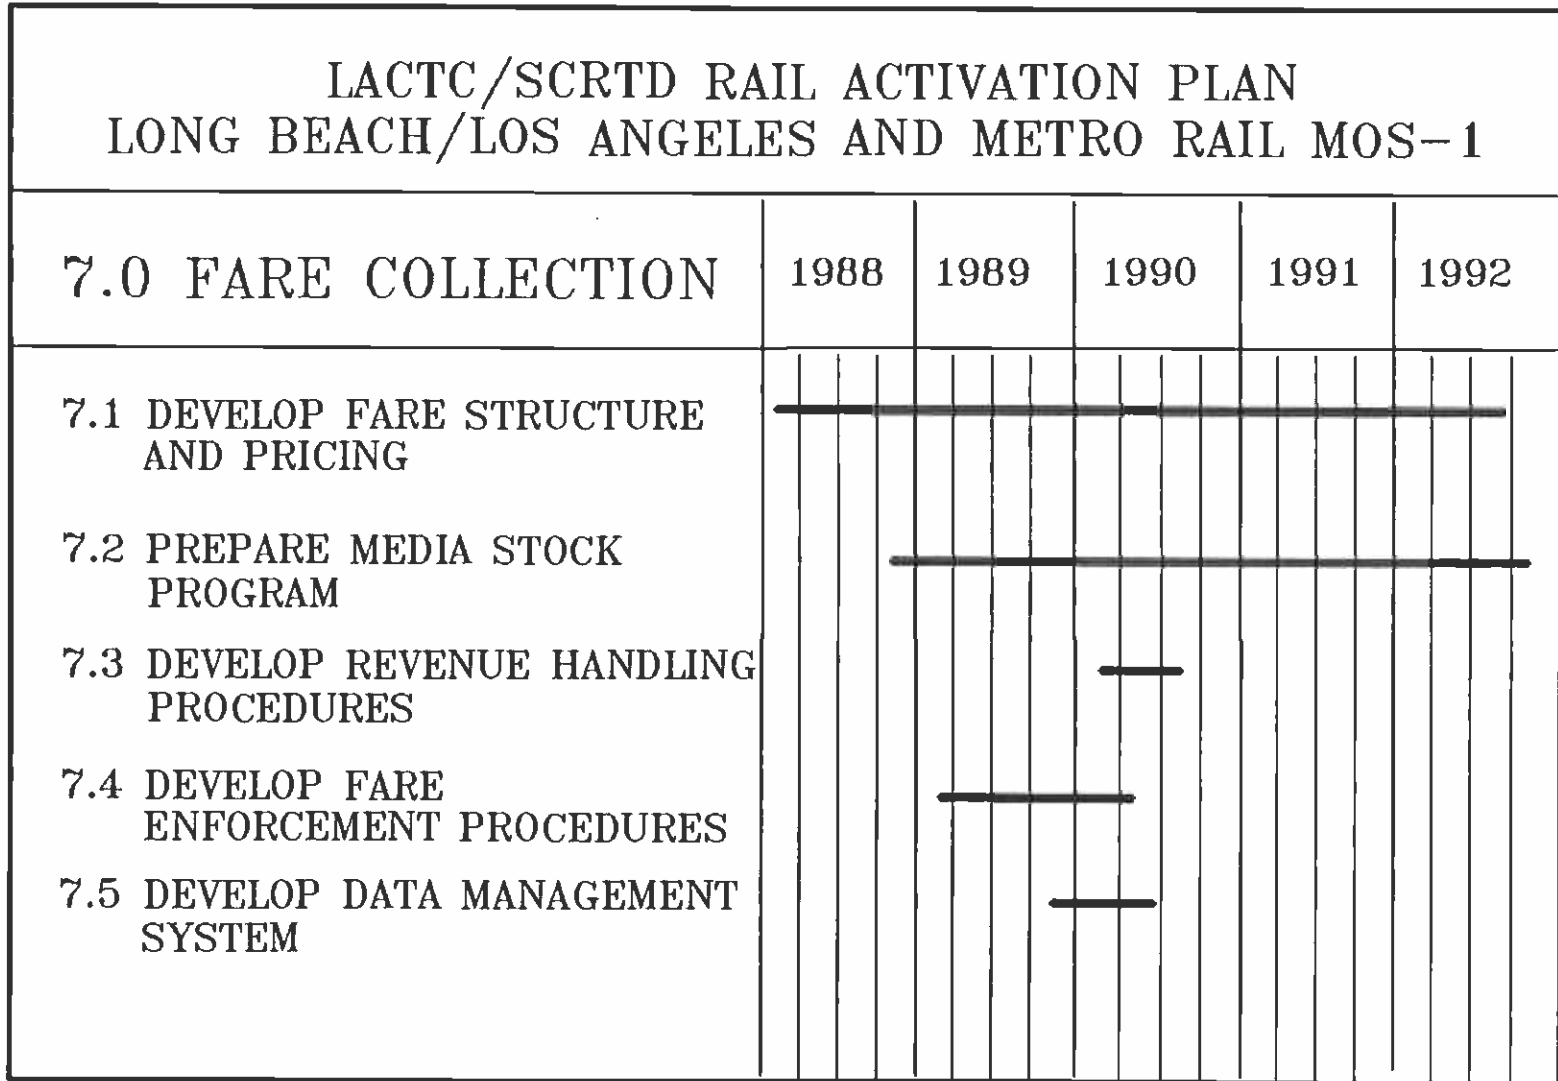 LACTC/SCRTD RAIL ACTIVATION PLAN
LONG BEACH/LOS ANGELES AND METRO RAIL MOS-1
7.0 FARE COLLECTION 1988 1989 1990 1991 1992
7.1 DEVELOP FARE STRUCTURE
AND PRICING
7.2 PREPARE MEDIA STOCK
PROGRAM
7.3 DEVELOP REVENUE HANDLING
PROCEDURES
7.4 DEVELOP FARE
ENFORCEMENT PROCEDURES
7.5 DEVELOP DATA MANAGEMENT
SYSTEM